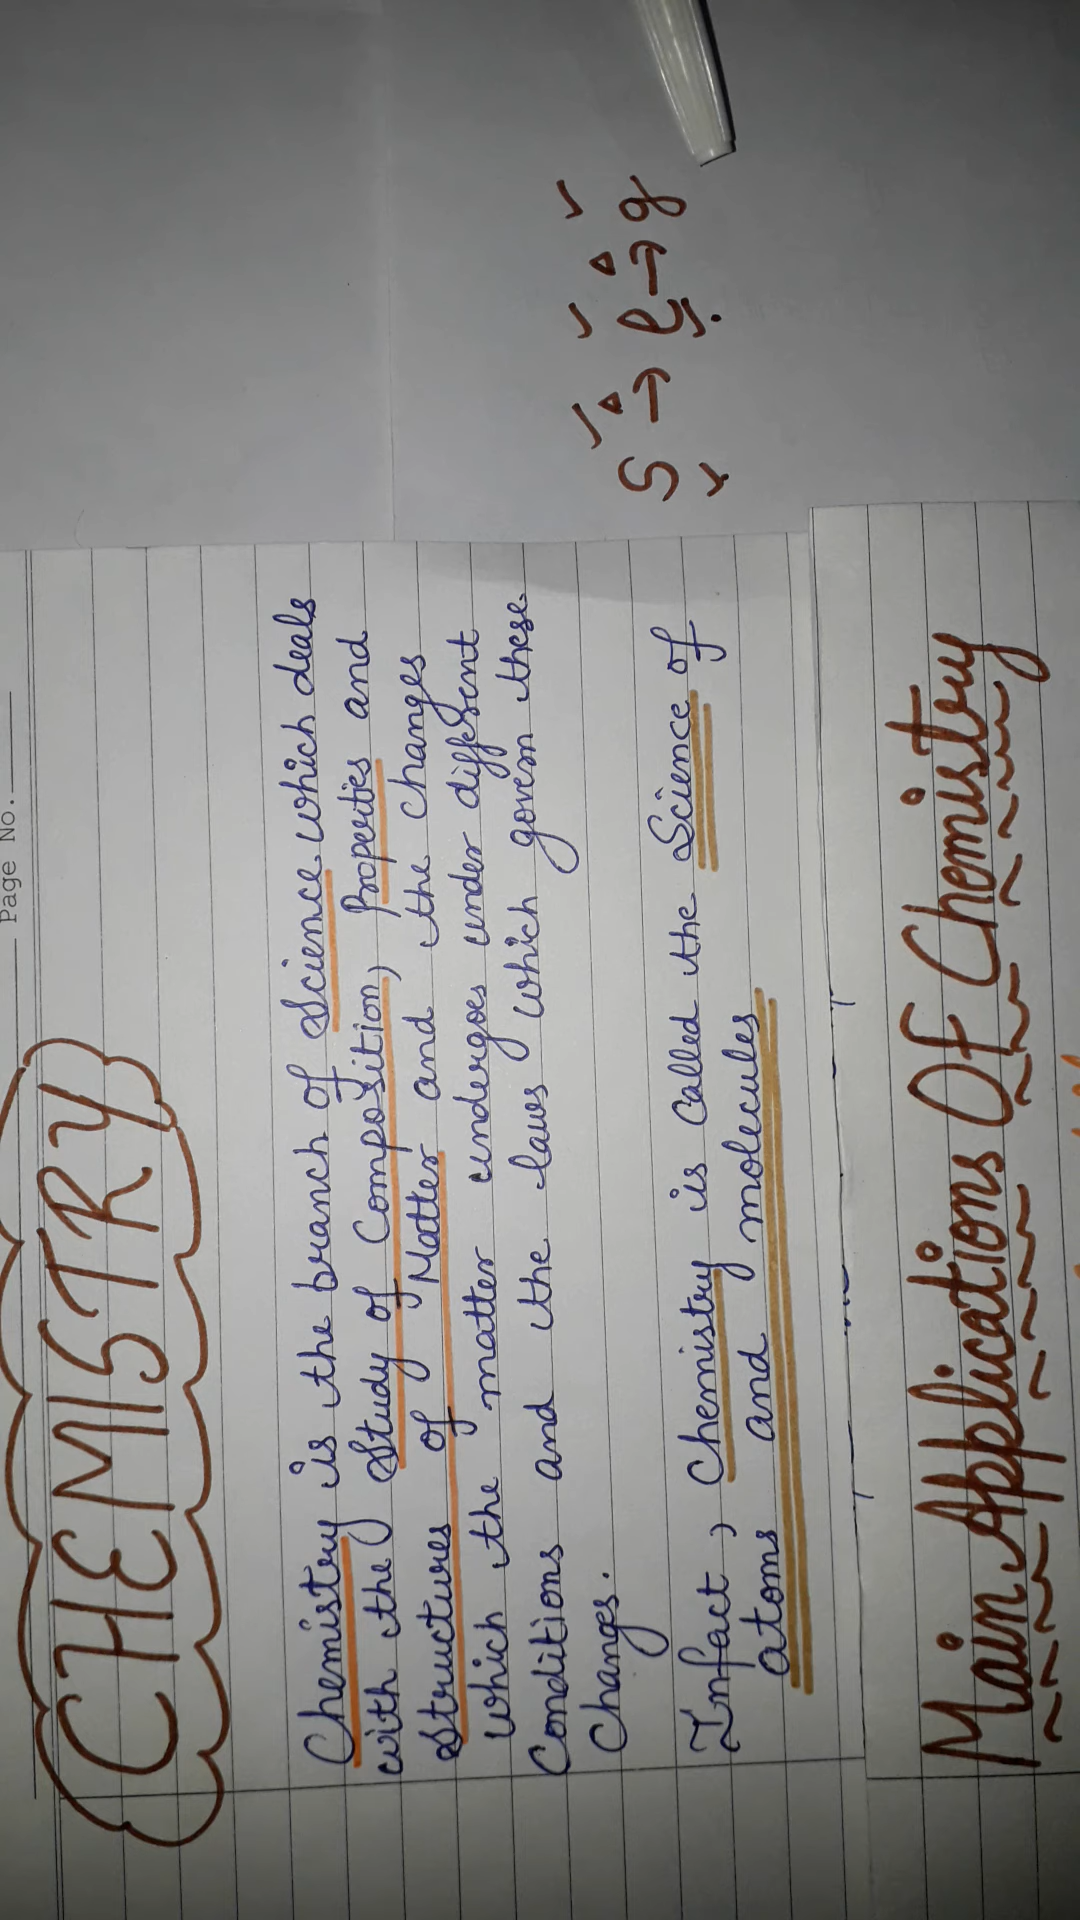 Page No.
CHEMISTRY
Chemistry is the branch of Science which deals
with the Study of Composition, Properties and
Structures of Matter and the changes
which the matter undergoes under different
Conditions and the laws which govern these
Changes.
Infact, Chemistry is called the Science of
atoms and molecules
S →Δ l →Δ g
Main Applications OF Chemistry